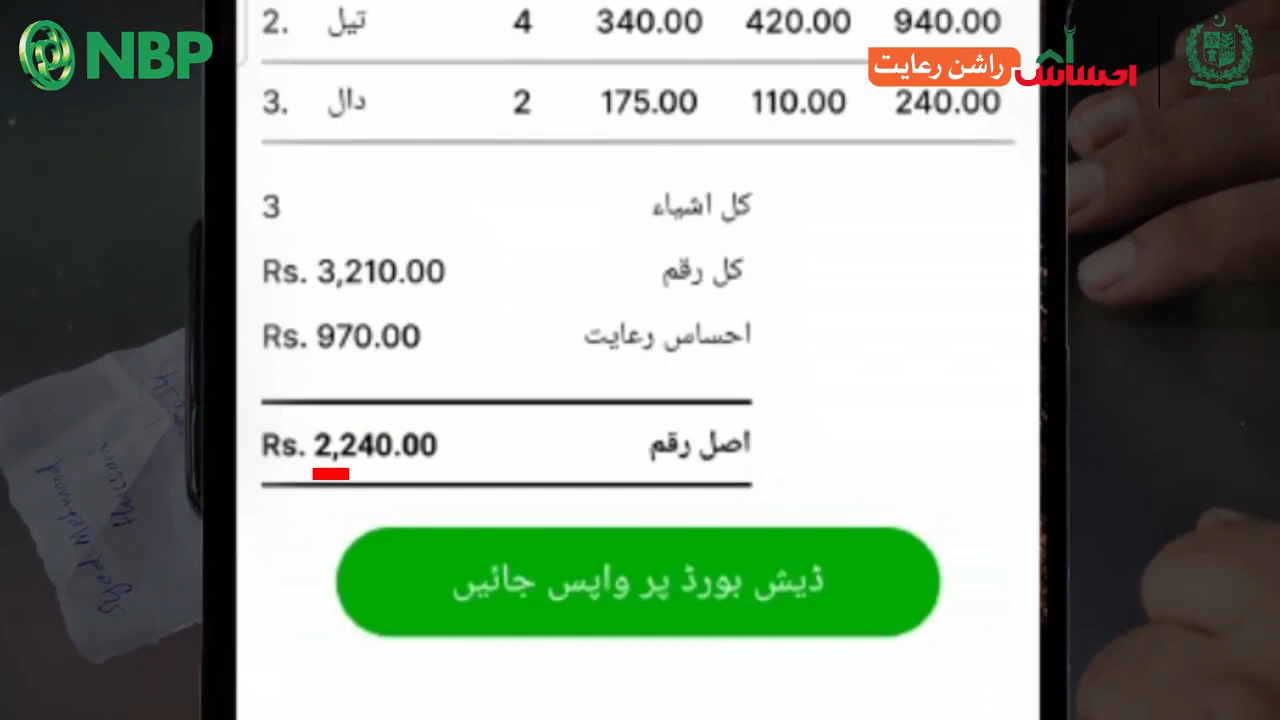 NBP
احساس راشن رعایت
2. تیل 4 340.00 420.00 940.00
3. دال 2 175.00 110.00 240.00
کل اشیاء 3
کل رقم Rs. 3,210.00
احساس رعایت Rs. 970.00
اصل رقم Rs. 2,240.00
ڈیش بورڈ پر واپس جائیں
Syed Mehmood